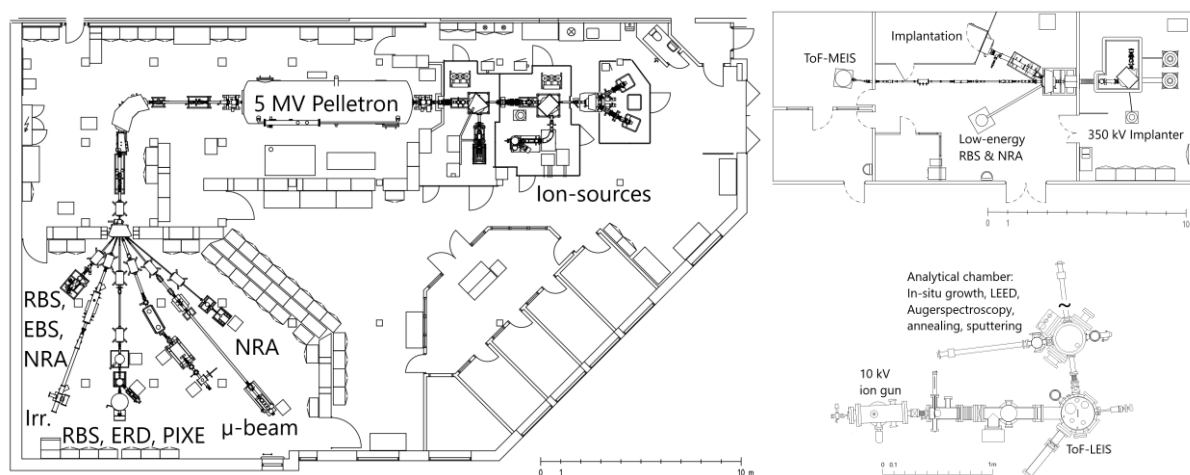 5 MV Pelletron
Ion-sources
RBS,
EBS,
NRA
Irr.
RBS, ERD, PIXE
µ-beam
NRA
0 1 10 m
ToF-MEIS
Implantation
Low-energy
RBS & NRA
350 kV Implanter
0 1 10
Analytical chamber:
In-situ growth, LEED,
Augerspectroscopy,
annealing, sputtering
10 kV
ion gun
ToF-LEIS
0 0.1 1m